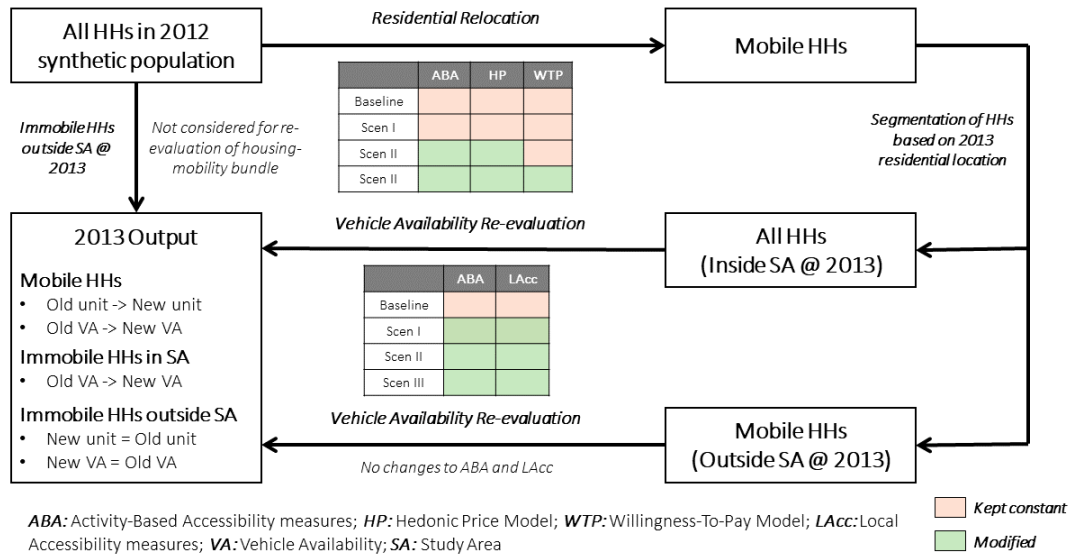 All HHs in 2012
synthetic population
Residential Relocation
Mobile HHs
ABA HP WTP
Baseline
Scen I
Scen II
Scen II
Immobile HHs
outside SA @
2013
Not considered for re-
evaluation of housing-
mobility bundle
Segmentation of HHs
based on 2013
residential location
Vehicle Availability Re-evaluation
2013 Output
Mobile HHs
• Old unit -> New unit
• Old VA -> New VA
Immobile HHs in SA
• Old VA -> New VA
Immobile HHs outside SA
• New unit = Old unit
• New VA = Old VA
All HHs
(Inside SA @ 2013)
ABA LAcc
Baseline
Scen I
Scen II
Scen III
Vehicle Availability Re-evaluation
No changes to ABA and LAcc
Mobile HHs
(Outside SA @ 2013)
ABA: Activity-Based Accessibility measures; HP: Hedonic Price Model; WTP: Willingness-To-Pay Model; LAcc: Local
Accessibility measures; VA: Vehicle Availability; SA: Study Area
Kept constant
Modified